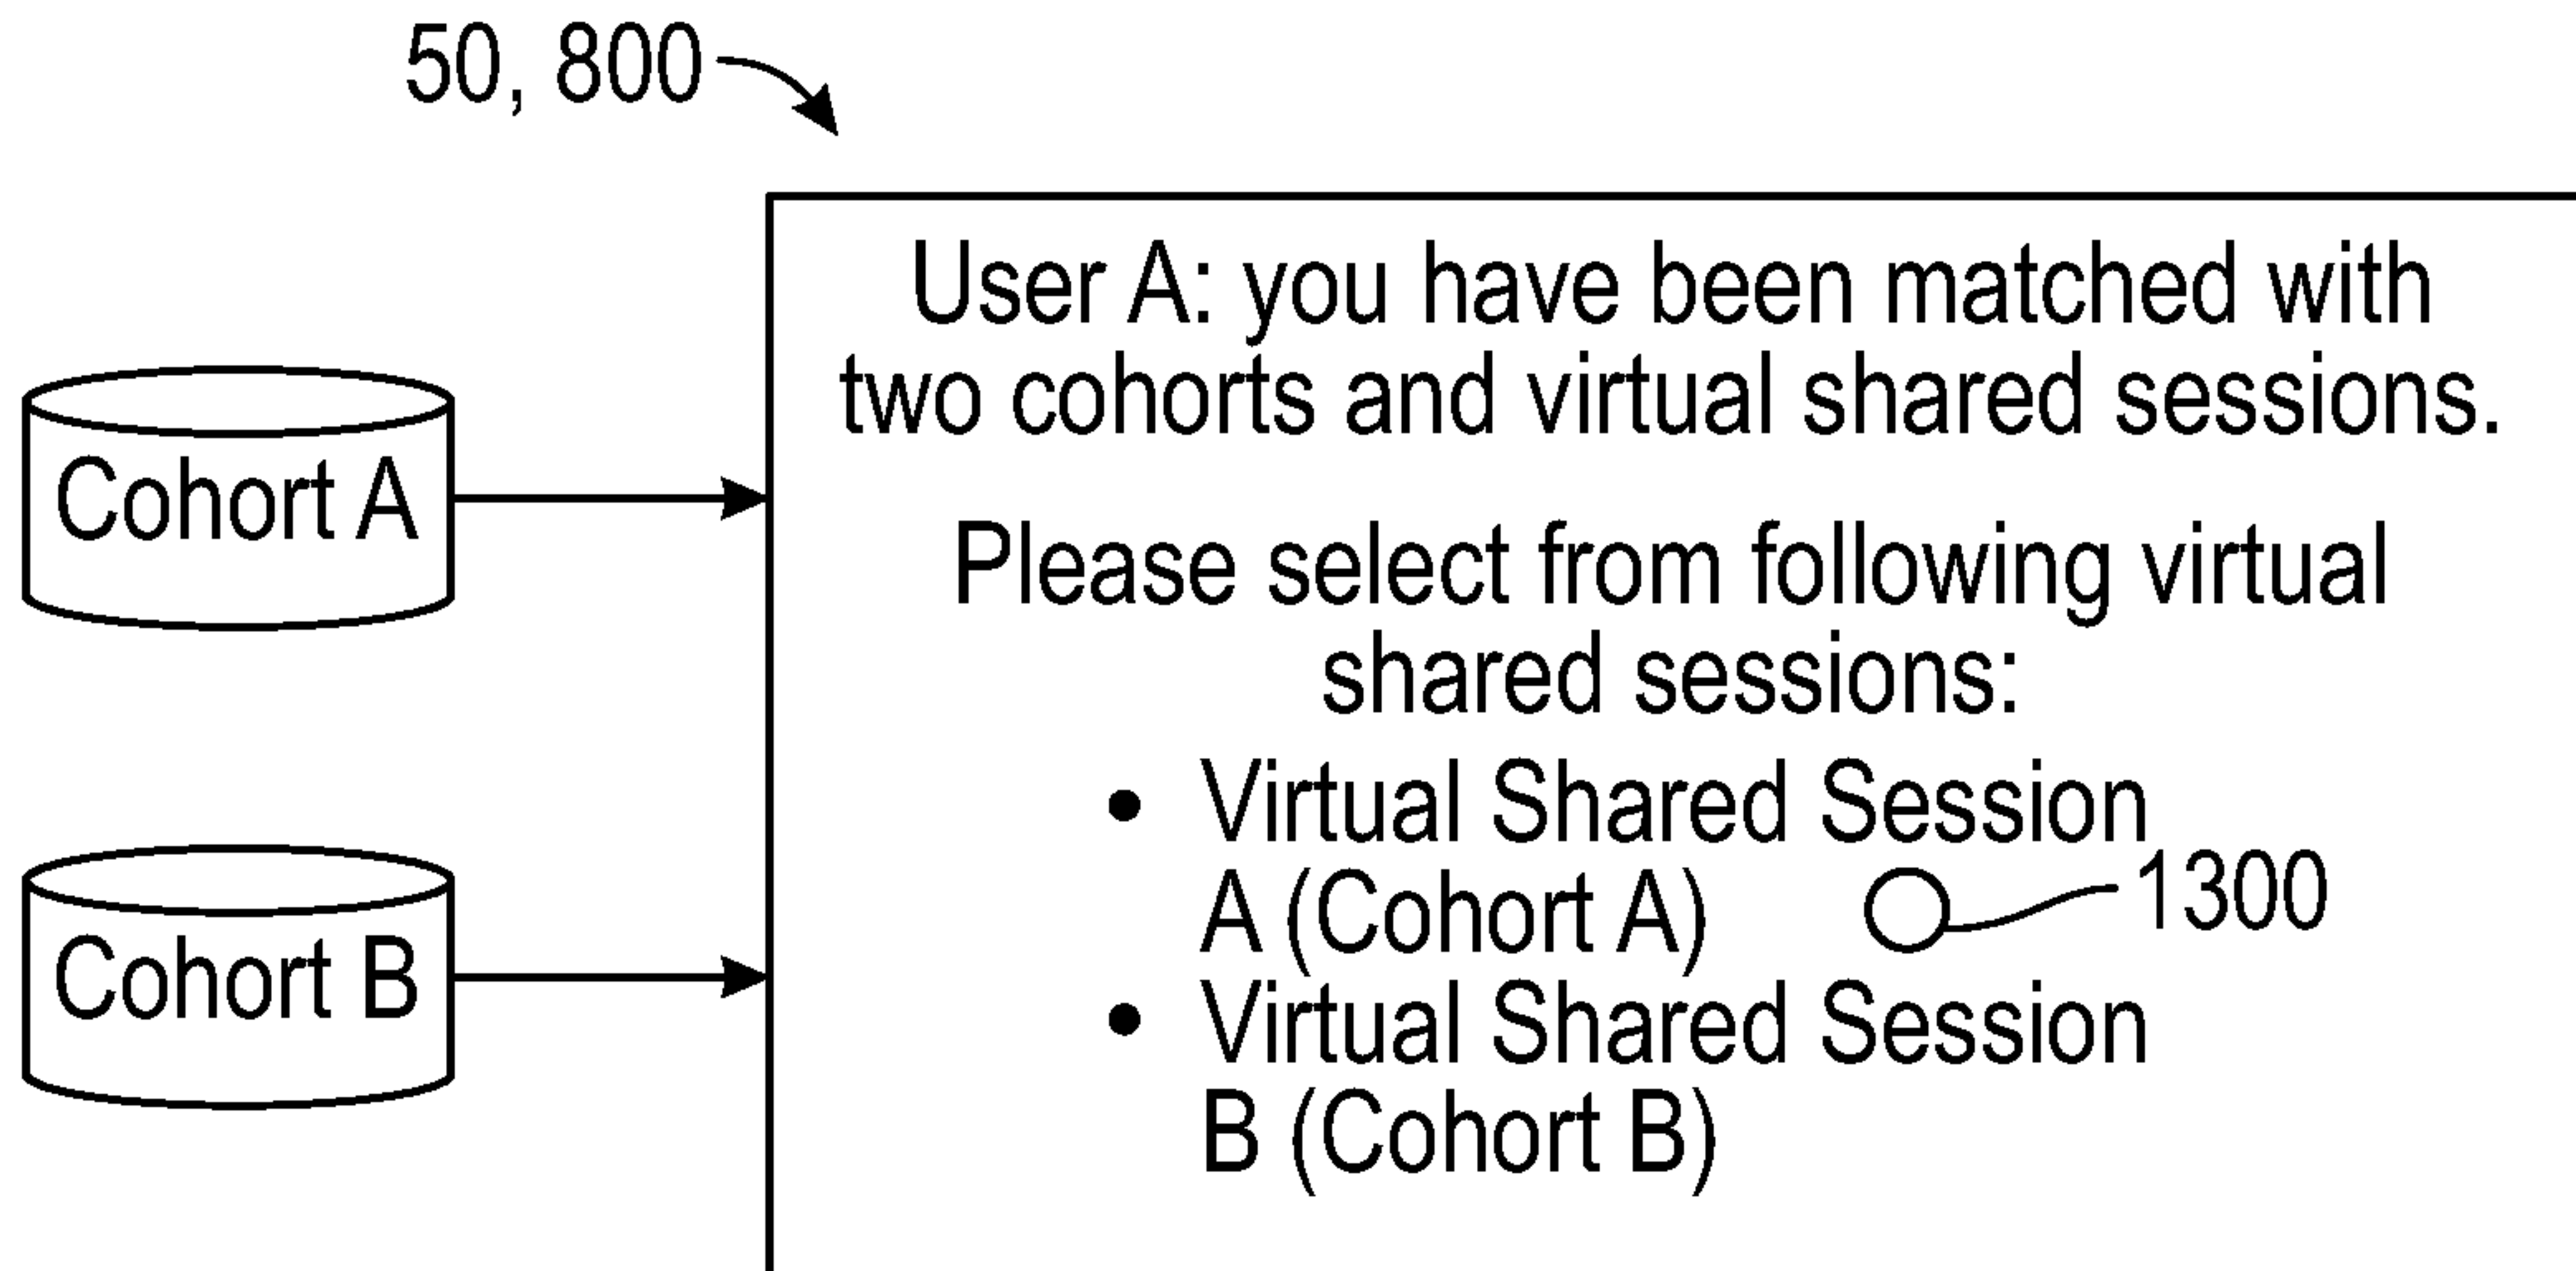 50, 800
Cohort A
Cohort B
User A: you have been matched with
two cohorts and virtual shared sessions.
Please select from following virtual
shared sessions:
• Virtual Shared Session
A (Cohort A)
1300
• Virtual Shared Session
B (Cohort B)